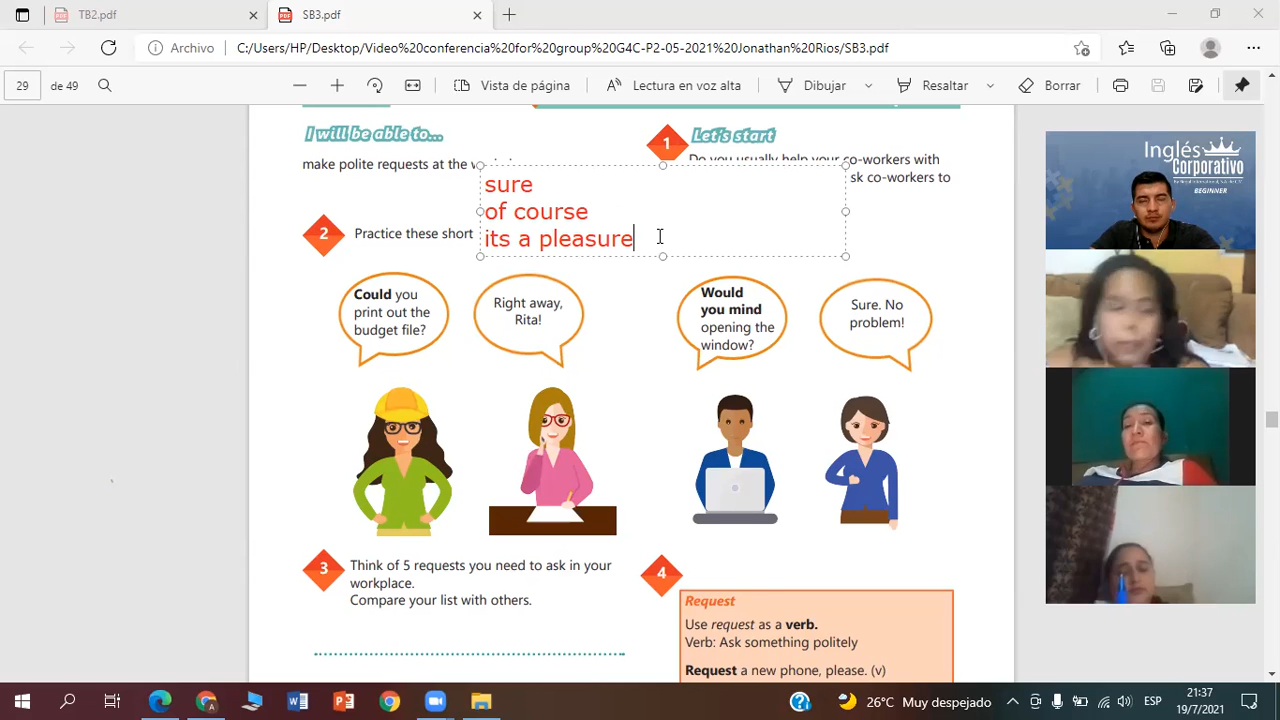 TB2.pdf
SB3.pdf
Archivo
C:/Users/HP/Desktop/Video%20conferencia%20for%20group%20G4C-P2-05-2021%20Jonathan%20Rios/SB3.pdf
29
de 49
Vista de página
Lectura en voz alta
Dibujar
Resaltar
Borrar
I will be able to...
make polite requests at the
1
Let's start
Do you usually help your co-workers with
sk co-workers to
sure
of course
its a pleasure
2
Practice these short
Could you
print out the
budget file?
Right away,
Rita!
Would
you mind
opening the
window?
Sure. No
problem!
3
Think of 5 requests you need to ask in your
workplace.
Compare your list with others.
4
Request
Use request as a verb.
Verb: Ask something politely
Request a new phone, please. (v)
Inglés
Corporativo
BEGINNER
26°C Muy despejado
ESP
21:37
19/7/2021